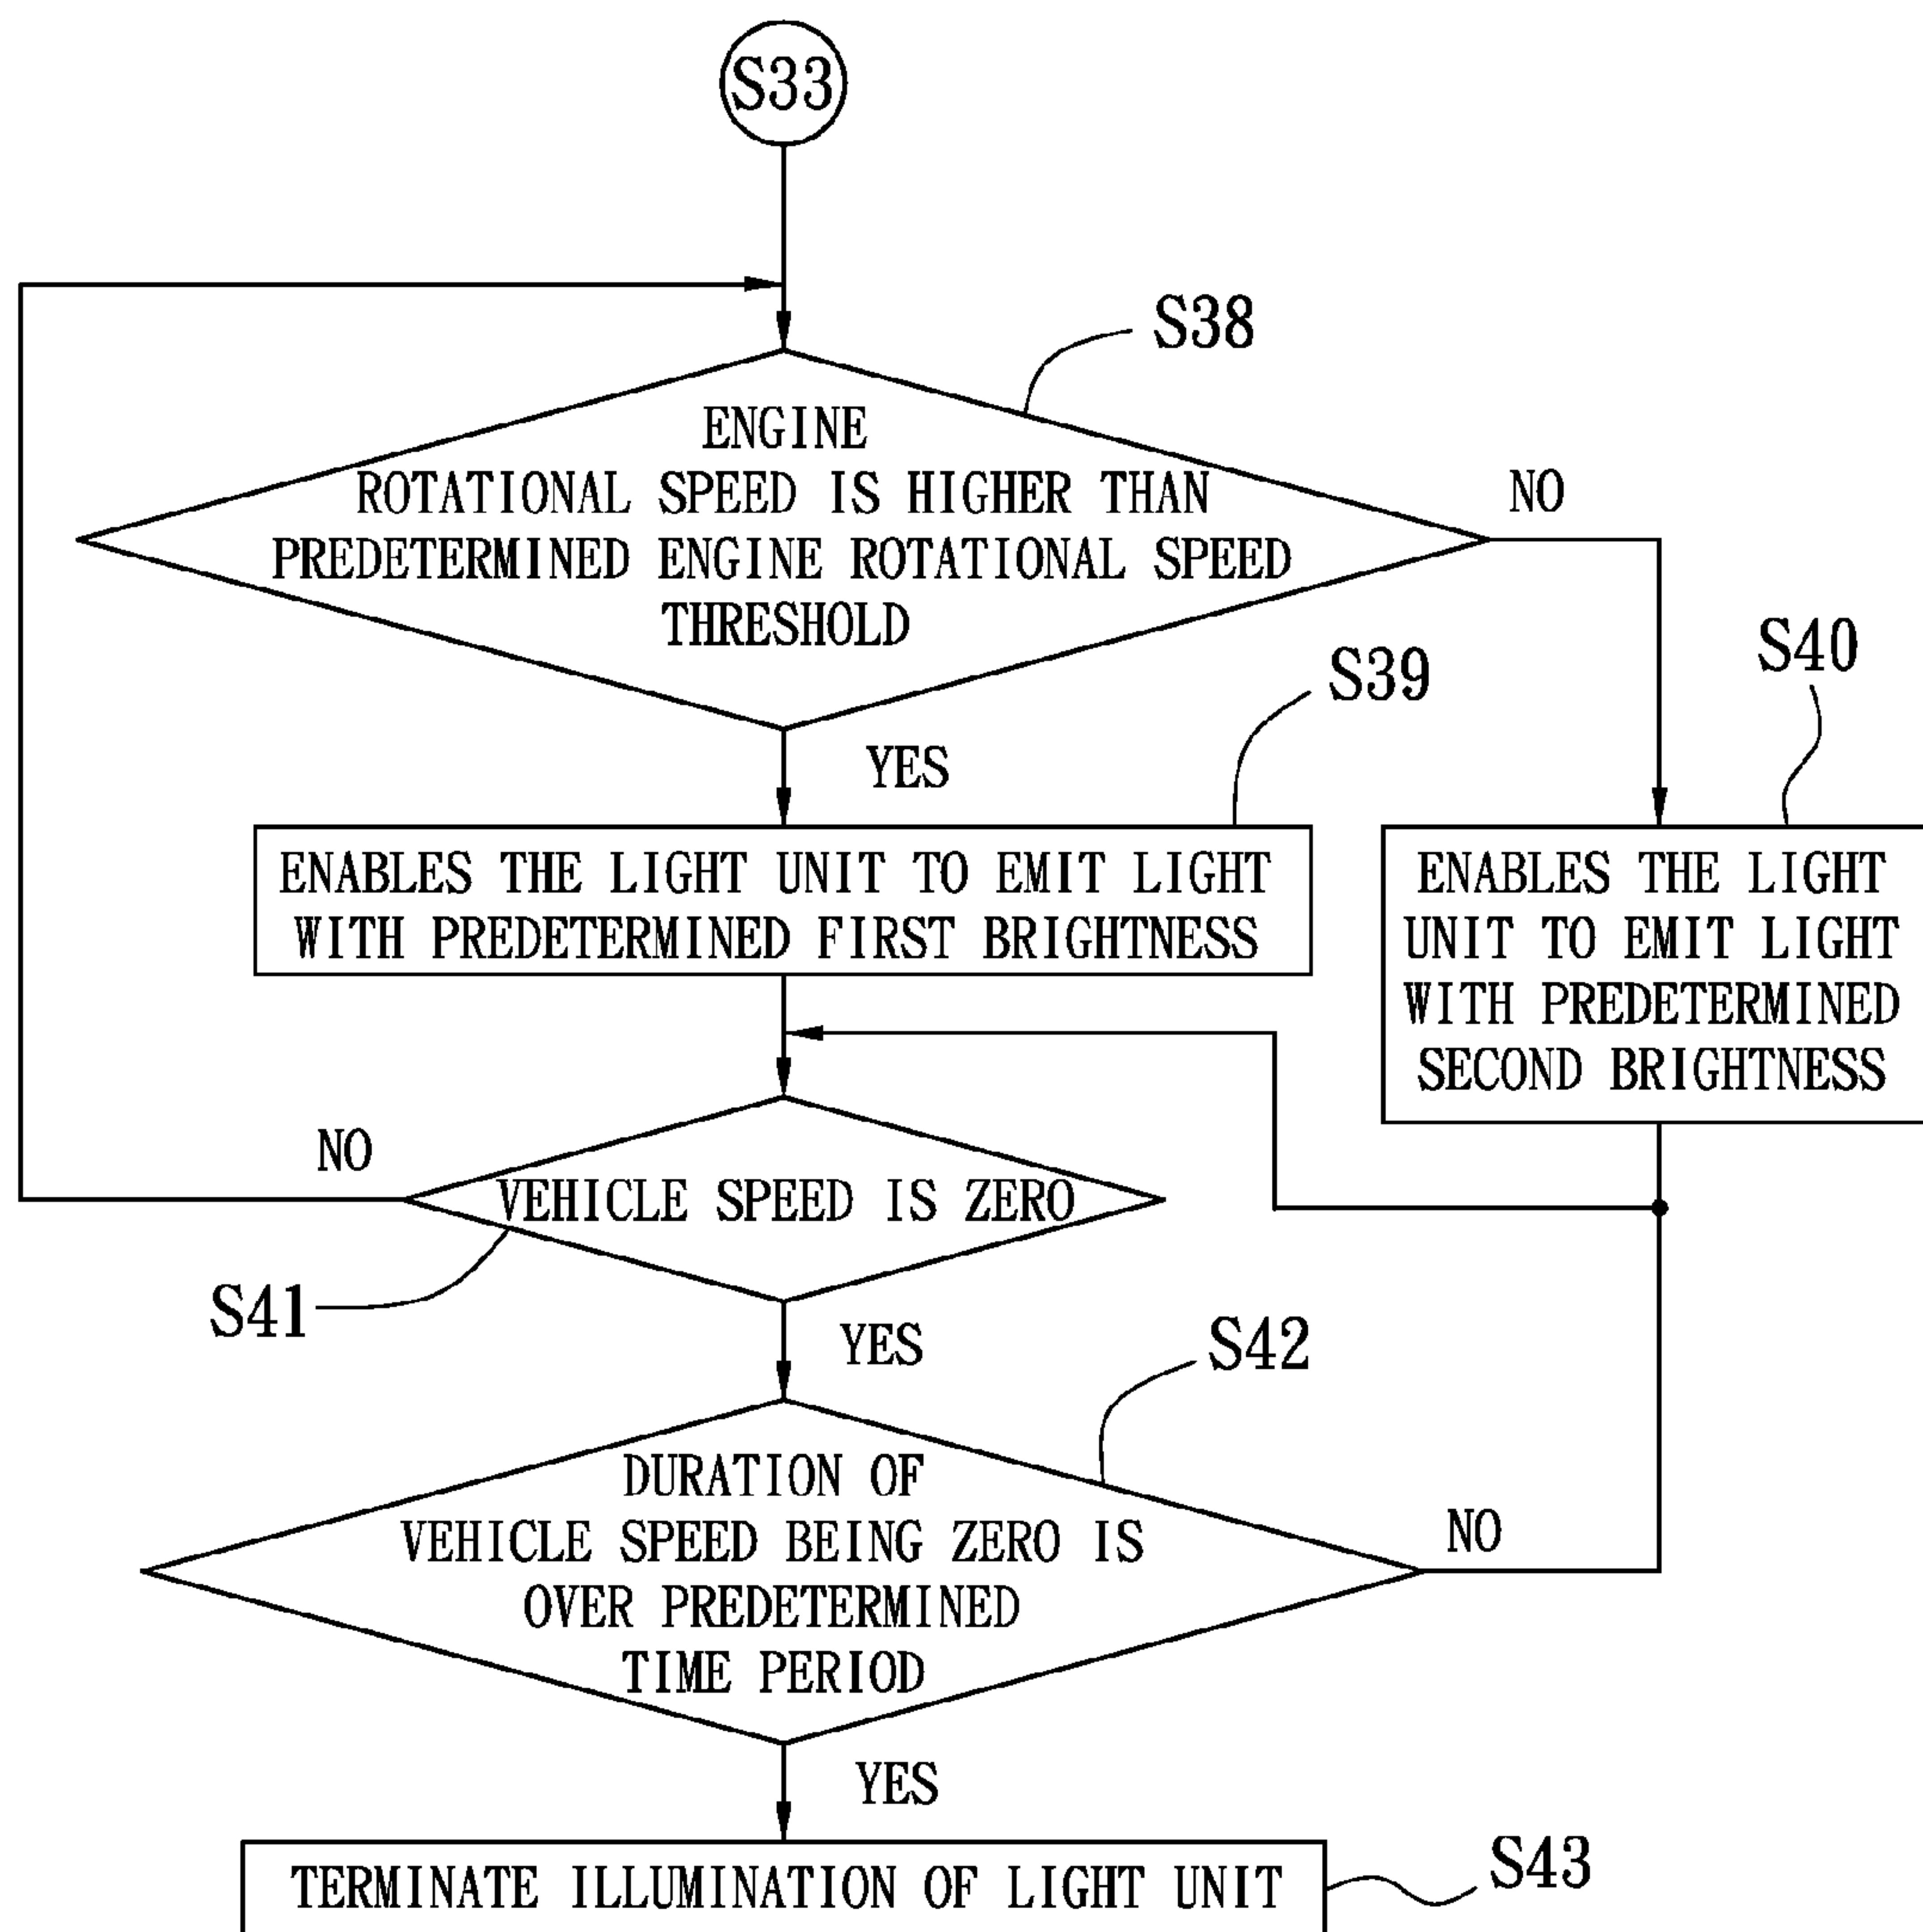 S33
S38
ENGINE
ROTATIONAL SPEED IS HIGHER THAN
PREDETERMINED ENGINE ROTATIONAL SPEED
THRESHOLD
NO
YES
S39
S40
ENABLES THE LIGHT UNIT TO EMIT LIGHT
WITH PREDETERMINED FIRST BRIGHTNESS
ENABLES THE LIGHT
UNIT TO EMIT LIGHT
WITH PREDETERMINED
SECOND BRIGHTNESS
NO
VEHICLE SPEED IS ZERO
S41
YES
S42
DURATION OF
VEHICLE SPEED BEING ZERO IS
OVER PREDETERMINED
TIME PERIOD
NO
YES
TERMINATE ILLUMINATION OF LIGHT UNIT
S43